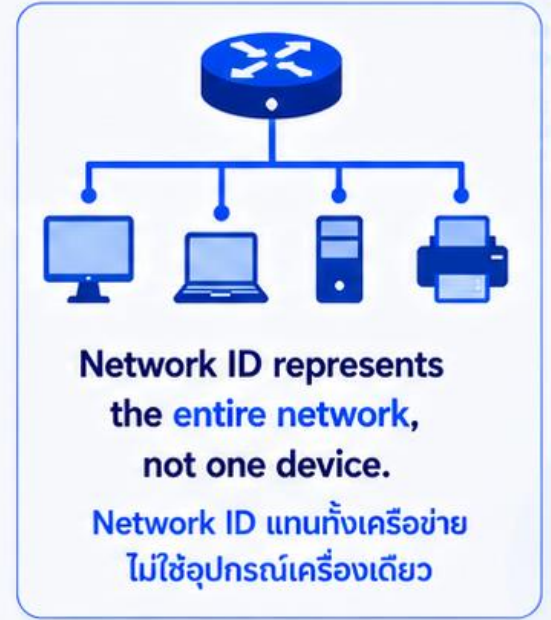 Network ID represents
the entire network,
not one device.
Network ID แทนทั้งเครือข่าย
ไม่ใช้อุปกรณ์เครื่องเดียว